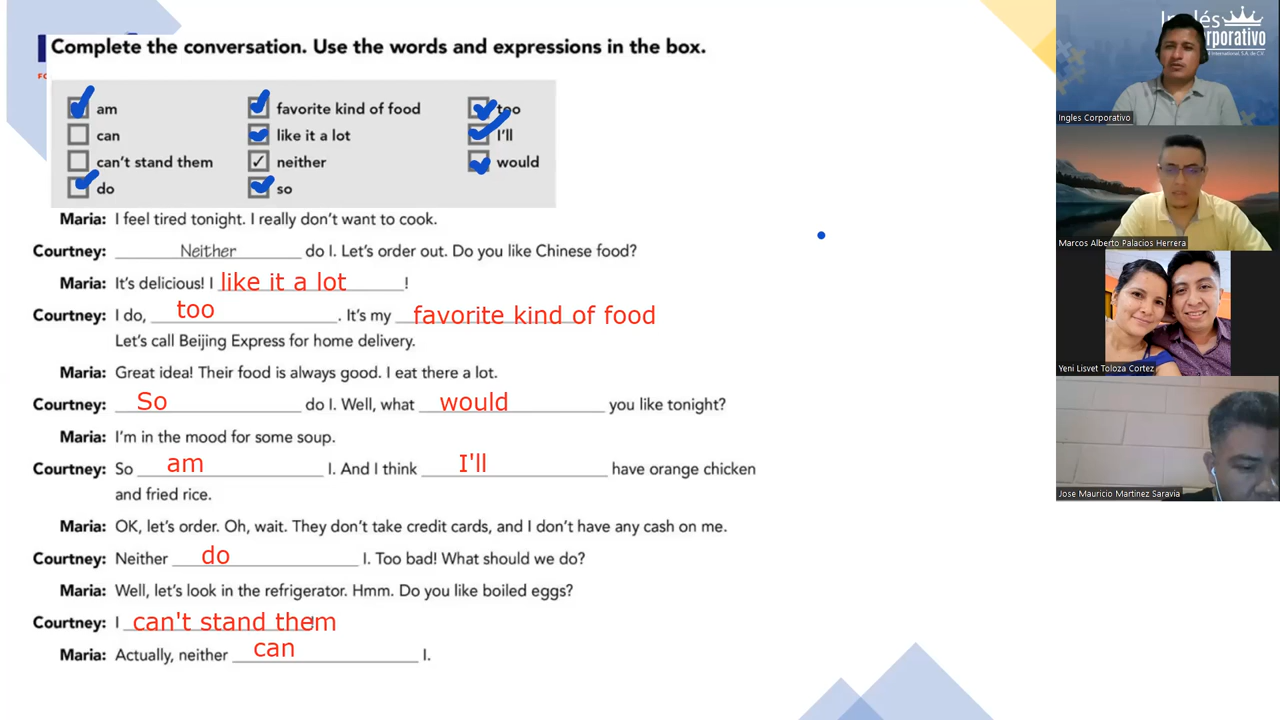 Complete the conversation. Use the words and expressions in the box.
am favorite kind of food too
can like it a lot I'll
can't stand them neither would
do so
Maria: I feel tired tonight. I really don't want to cook.
Courtney: Neither do I. Let's order out. Do you like Chinese food?
Maria: It's delicious! I like it a lot!
Courtney: I do, too. It's my favorite kind of food
Let's call Beijing Express for home delivery.
Maria: Great idea! Their food is always good. I eat there a lot.
Courtney: So do I. Well, what would you like tonight?
Maria: I'm in the mood for some soup.
Courtney: So am I. And I think I'll have orange chicken
and fried rice.
Maria: OK, let's order. Oh, wait. They don't take credit cards, and I don't have any cash on me.
Courtney: Neither do I. Too bad! What should we do?
Maria: Well, let's look in the refrigerator. Hmm. Do you like boiled eggs?
Courtney: I can't stand them
Maria: Actually, neither can I.
Inglés
Ingles Corporativo
Marcos Alberto Palacios Herrera
Yeni Lisvet Toloza Cortez
Jose Mauricio Martinez Saravia